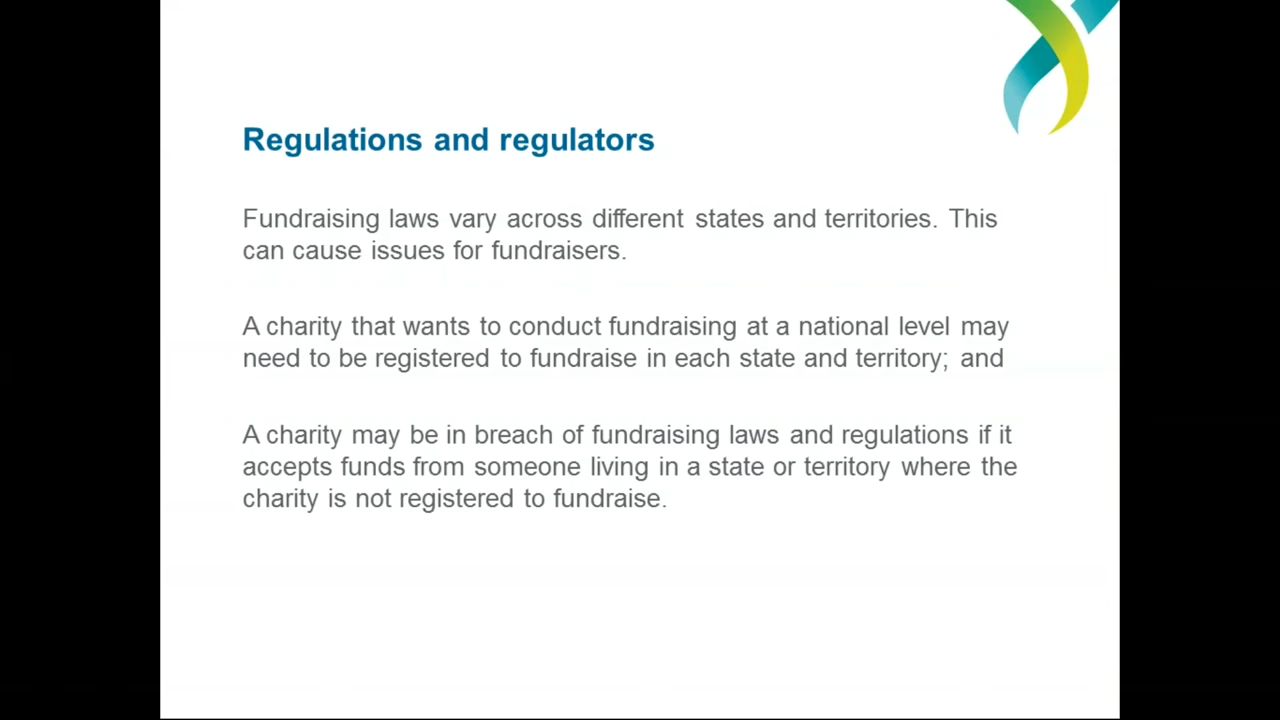 Regulations and regulators
Fundraising laws vary across different states and territories. This
can cause issues for fundraisers.
A charity that wants to conduct fundraising at a national level may
need to be registered to fundraise in each state and territory; and
A charity may be in breach of fundraising laws and regulations if it
accepts funds from someone living in a state or territory where the
charity is not registered to fundraise.